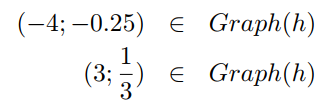 (−4; −0.25) ∈ Graph(h)
(3; 1/3) ∈ Graph(h)